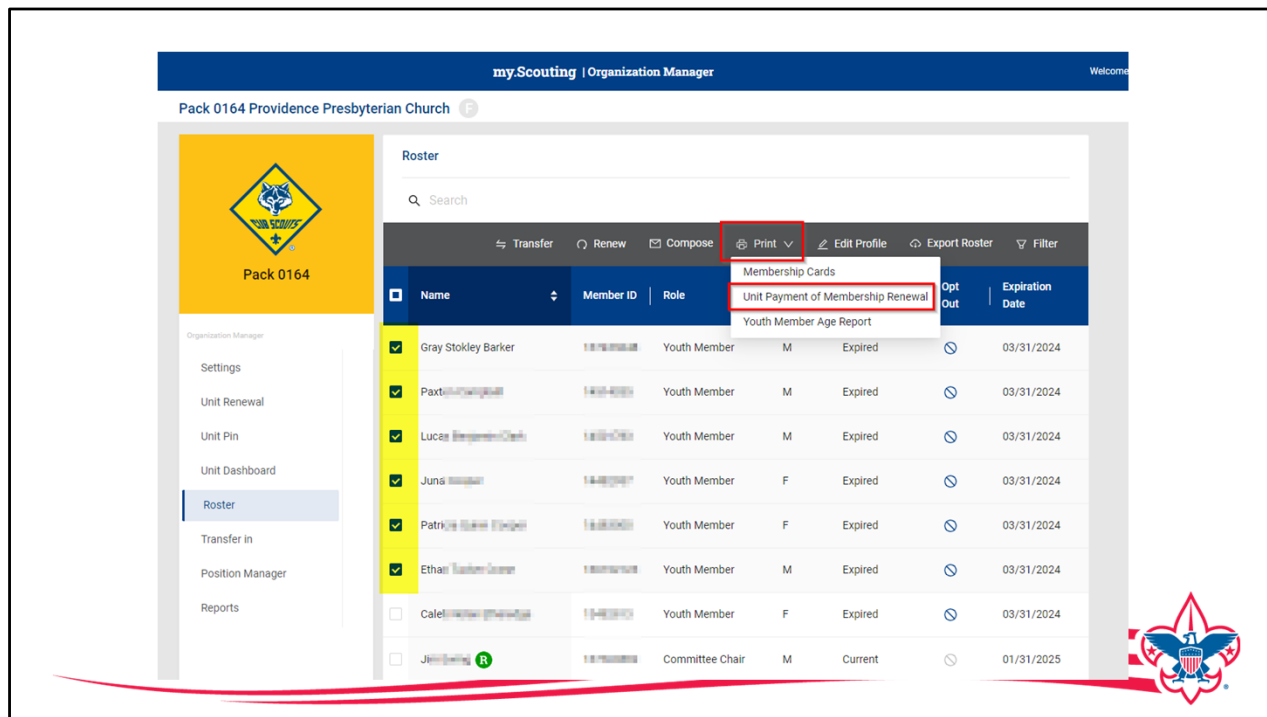 my.Scouting | Organization Manager
Welcome
Pack 0164 Providence Presbyterian Church F
CUB SCOUTS
Pack 0164
Organization Manager
Settings
Unit Renewal
Unit Pin
Unit Dashboard
Roster
Transfer in
Position Manager
Reports
Roster
Search
Transfer Renew Compose Print Edit Profile Export Roster Filter
Membership Cards
Unit Payment of Membership Renewal
Youth Member Age Report
Name Member ID Role Opt Out Expiration Date
Gray Stokley Barker Youth Member M Expired 03/31/2024
Youth Member M Expired 03/31/2024
Lucas Youth Member M Expired 03/31/2024
Youth Member F Expired 03/31/2024
Youth Member F Expired 03/31/2024
Ethan Youth Member M Expired 03/31/2024
Youth Member F Expired 03/31/2024
R Committee Chair M Current 01/31/2025